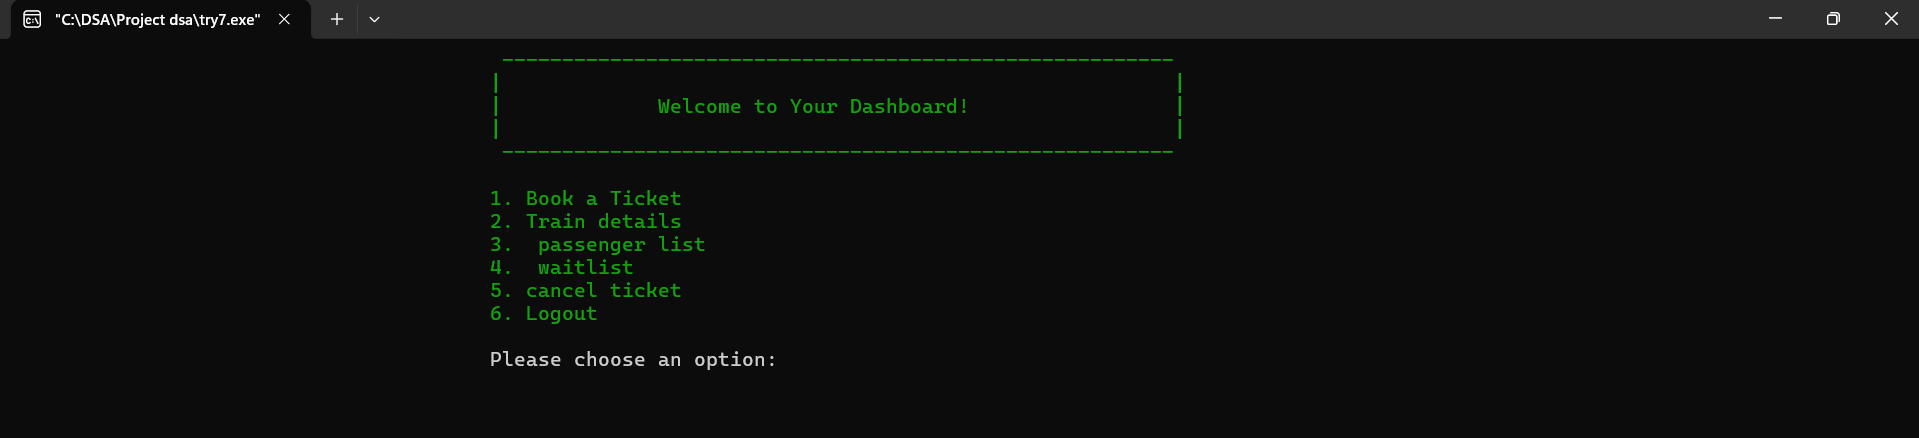 "C:\DSA\Project dsa\try7.exe"
Welcome to Your Dashboard!
1. Book a Ticket
2. Train details
3.  passenger list
4.  waitlist
5. cancel ticket
6. Logout
Please choose an option: